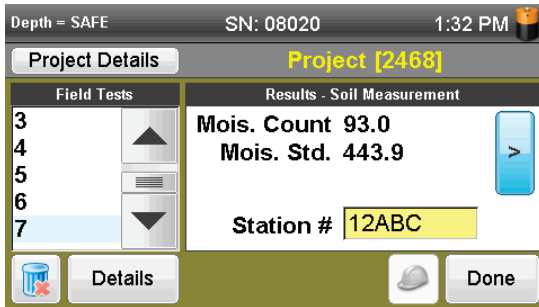 Depth = SAFE SN: 08020 1:32 PM
Project Details Project [2468]
Field Tests
3
4
5
6
7
Results - Soil Measurement
Mois. Count 93.0
Mois. Std. 443.9
>
Station # 12ABC
Details Done